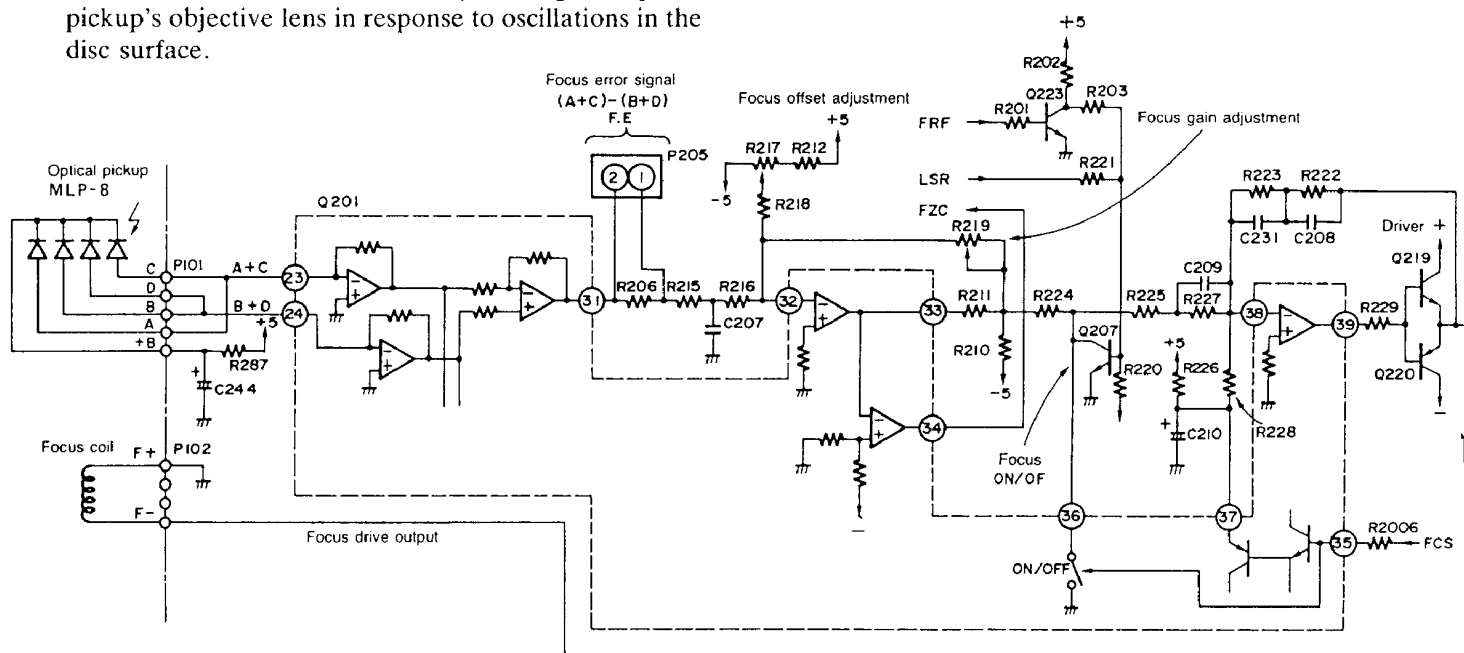 pickup's objective lens in response to oscillations in the
disc surface.
Focus error signal
(A+C)-(B+D)
F.E
P205
2 1
Focus offset adjustment
+5
R217 R212
-5
R218
+5
R202
Q223
R203
FRF
R201
Focus gain adjustment
LSR
R221
FZC
R219
R223 R222
C231 C208
Driver +
Q219
Optical pickup
MLP-8
Q201
C P101 A+C 23
D
B B+D 24
A
+B +5
R287
+
C244
31 R206 R215 R216 32
C207
33 R211 R224 R225 R227 38 39 R229
C209
R210
-5
Q207
R220
+5
R226
+
C210
R228
Q220
-
34
Focus
ON/OF
Focus coil F+ P102
F-
Focus drive output
-
36 37
ON/OFF
35 R2006 FCS
- + - + - + - + - + - +